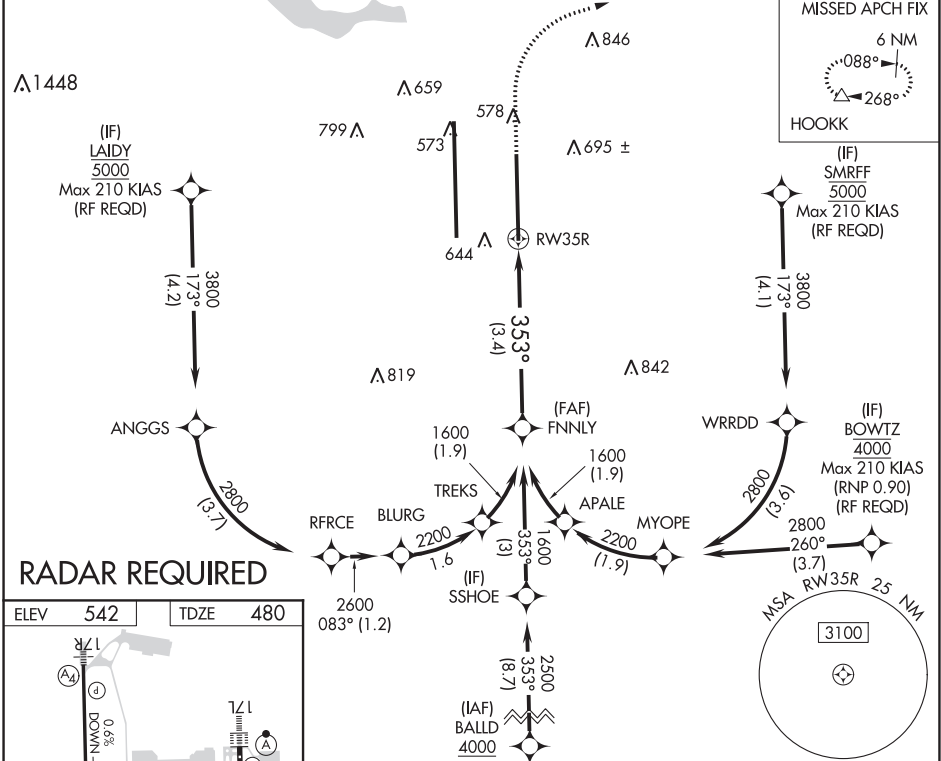 MISSED APCH FIX
6 NM
088°
268°
HOOKK
846
1448
659
578
799
573
695 ±
(IF)
LAIDY
5000
Max 210 KIAS
(RF REQD)
(IF)
SMRFF
5000
Max 210 KIAS
(RF REQD)
644
RW35R
3800
173°
(4.2)
3800
173°
(4.1)
353°
(3.4)
819
842
ANGGS
(FAF)
FNNLY
WRRDD
(IF)
BOWTZ
4000
Max 210 KIAS
(RNP 0.90)
(RF REQD)
1600
(1.9)
1600
(1.9)
2800
(3.7)
2800
(3.6)
TREKS
APALE
RFRCE
BLURG
MYOPE
2200
1.6
1600
353°
(3)
2200
(1.9)
2800
260°
(3.7)
2600
083° (1.2)
(IF)
SSHOE
RADAR REQUIRED
MSA RW35R 25 NM
3100
2500
353°
(8.7)
(IAF)
BALLD
4000
ELEV 542
TDZE 480
17R
A4
P
0.6%
DOWN
17L
A